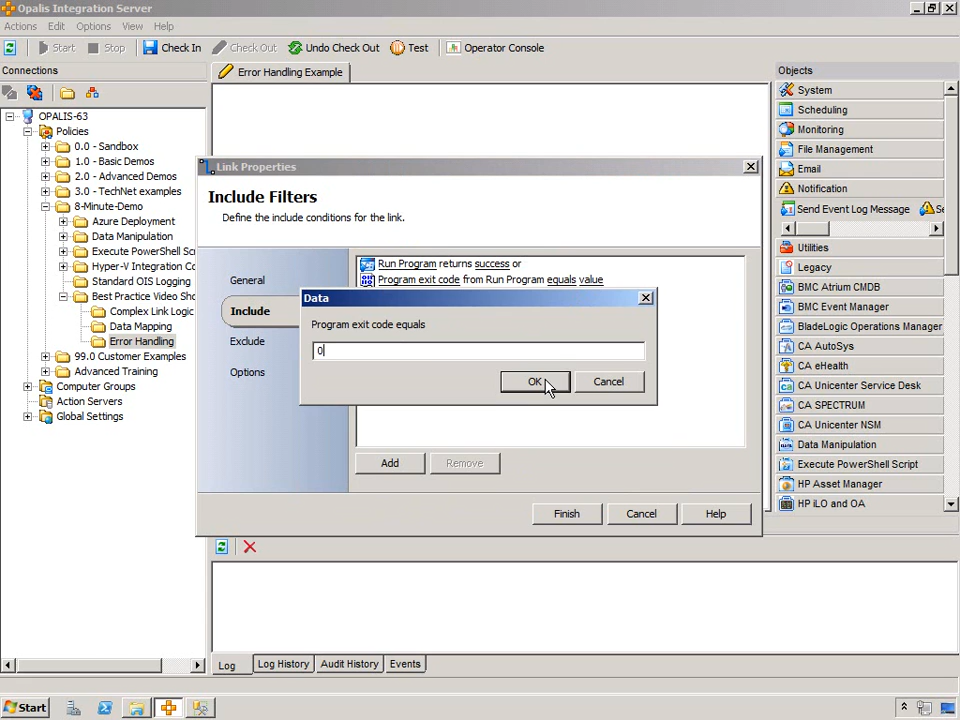 Opalis Integration Server
Actions Edit Options View Help
Start Stop Check In Check Out Undo Check Out Test Operator Console
Connections
OPALIS-63
Policies
0.0 - Sandbox
1.0 - Basic Demos
2.0 - Advanced Demos
3.0 - TechNet examples
8-Minute-Demo
Azure Deployment
Data Manipulation
Execute PowerShell Scr
Hyper-V Integration Co
Standard OIS Logging
Best Practice Video Sho
Complex Link Logic
Data Mapping
Error Handling
99.0 Customer Examples
Advanced Training
Computer Groups
Action Servers
Global Settings
Error Handling Example
Link Properties
Include Filters
Define the include conditions for the link.
General
Include
Exclude
Options
Run Program returns success or
Program exit code from Run Program equals value
Data
Program exit code equals
0
OK Cancel
Add Remove
Finish Cancel Help
Log Log History Audit History Events
Objects
System
Scheduling
Monitoring
File Management
Email
Notification
Send Event Log Message Se
Utilities
Legacy
BMC Atrium CMDB
BMC Event Manager
BladeLogic Operations Manager
CA AutoSys
CA eHealth
CA Unicenter Service Desk
CA SPECTRUM
CA Unicenter NSM
Data Manipulation
Execute PowerShell Script
HP Asset Manager
HP iLO and OA
Start